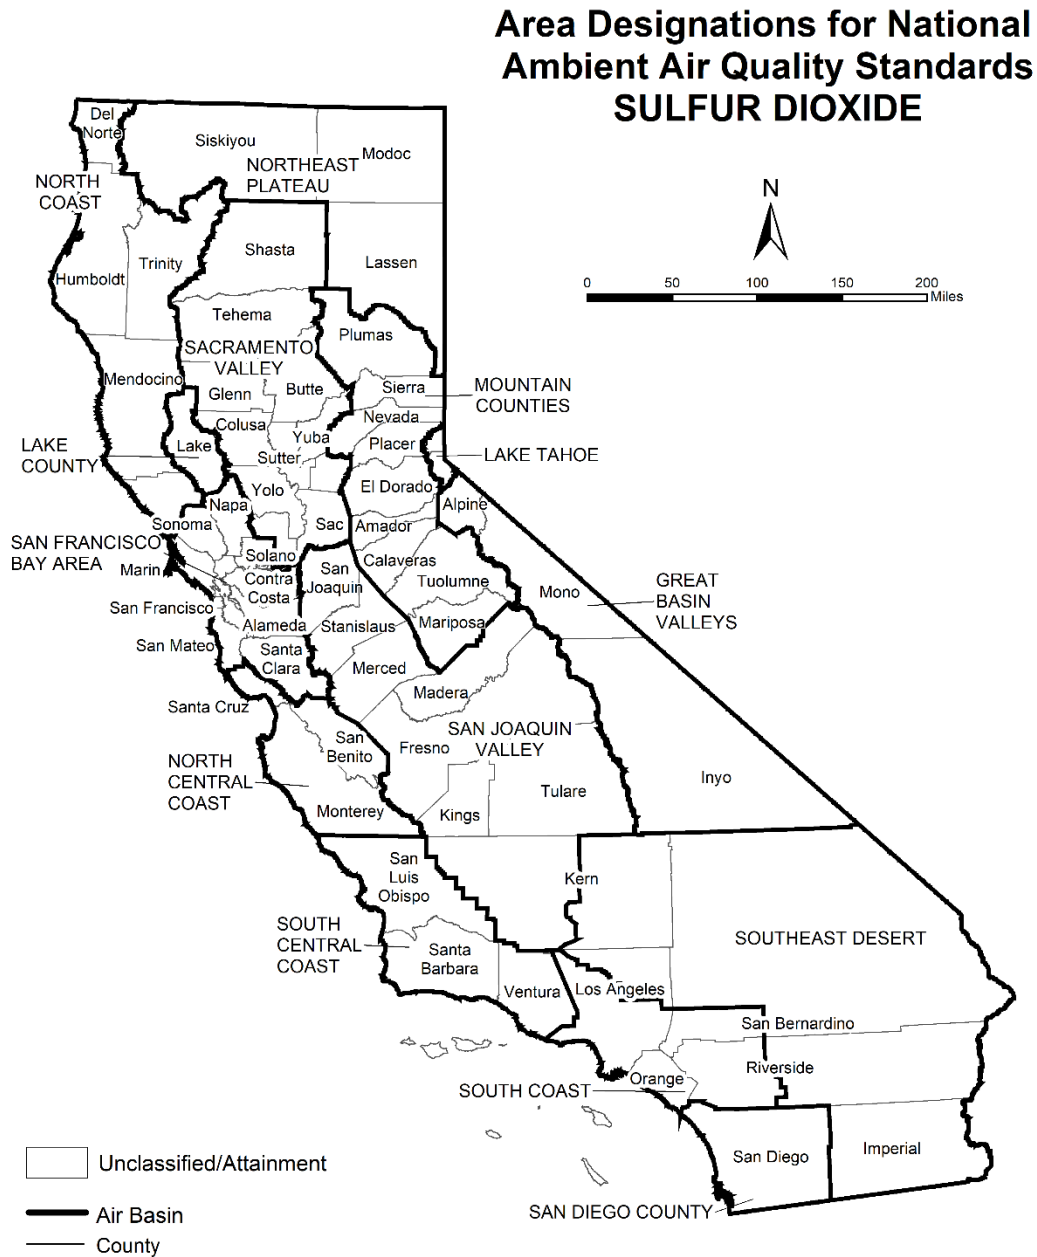 Area Designations for National
Ambient Air Quality Standards
SULFUR DIOXIDE
Del
Norte
Siskiyou
Modoc
NORTHEAST
PLATEAU
NORTH
COAST
N
Shasta
Trinity
Lassen
Humboldt
0 50 100 150 200
Miles
Tehema
Plumas
SACRAMENTO
VALLEY
Mendocino
Glenn
Butte
Sierra
MOUNTAIN
COUNTIES
Colusa
Nevada
Yuba
Placer
LAKE
COUNTY
Lake
Sutter
LAKE TAHOE
Yolo
El Dorado
Napa
Alpine
Sonoma
Sac
Amador
SAN FRANCISCO
BAY AREA
Solano
Calaveras
Marin
Contra
Costa
San
Joaquin
Tuolumne
Mono
GREAT
BASIN
VALLEYS
San Francisco
Alameda
Stanislaus
Mariposa
San Mateo
Santa
Clara
Merced
Madera
Santa Cruz
SAN JOAQUIN
VALLEY
San
Benito
Fresno
NORTH
CENTRAL
COAST
Inyo
Tulare
Monterey
Kings
San
Luis
Obispo
Kern
SOUTH
CENTRAL
COAST
SOUTHEAST DESERT
Santa
Barbara
Ventura
Los Angeles
San Bernardino
Riverside
Orange
SOUTH COAST
San Diego
Imperial
SAN DIEGO COUNTY
Unclassified/Attainment
Air Basin
County